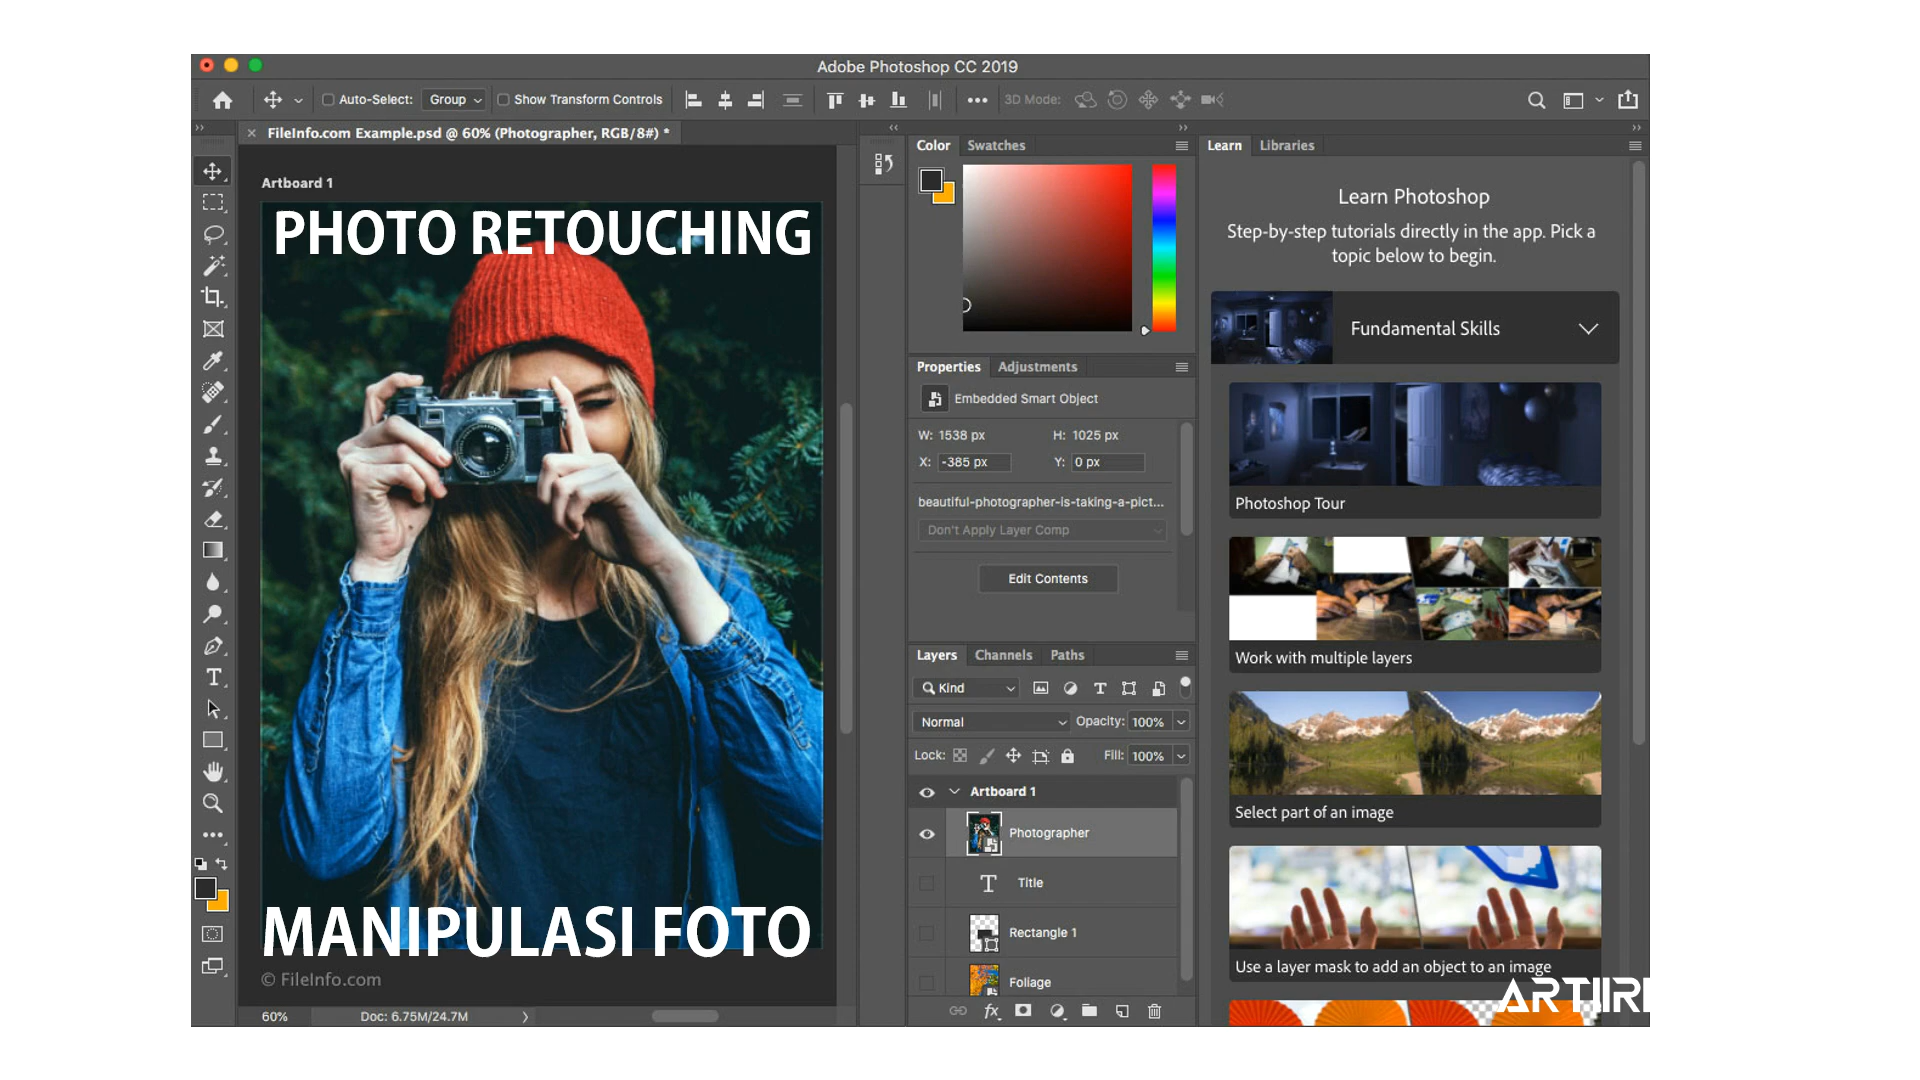 Adobe Photoshop CC 2019
Auto-Select: Group Show Transform Controls 3D Mode:
× FileInfo.com Example.psd @ 60% (Photographer, RGB/8#) *
Artboard 1
PHOTO RETOUCHING
MANIPULASI FOTO
© FileInfo.com
60% Doc: 6.75M/24.7M
Color Swatches
Properties Adjustments
Embedded Smart Object
W: 1538 px H: 1025 px
X: -385 px Y: 0 px
beautiful-photographer-is-taking-a-pict...
Don't Apply Layer Comp
Edit Contents
Layers Channels Paths
Kind
Normal Opacity: 100%
Lock: Fill: 100%
Artboard 1
Photographer
Title
Rectangle 1
Foliage
fx
Learn Libraries
Learn Photoshop
Step-by-step tutorials directly in the app. Pick a
topic below to begin.
Fundamental Skills
Photoshop Tour
Work with multiple layers
Select part of an image
Use a layer mask to add an object to an image